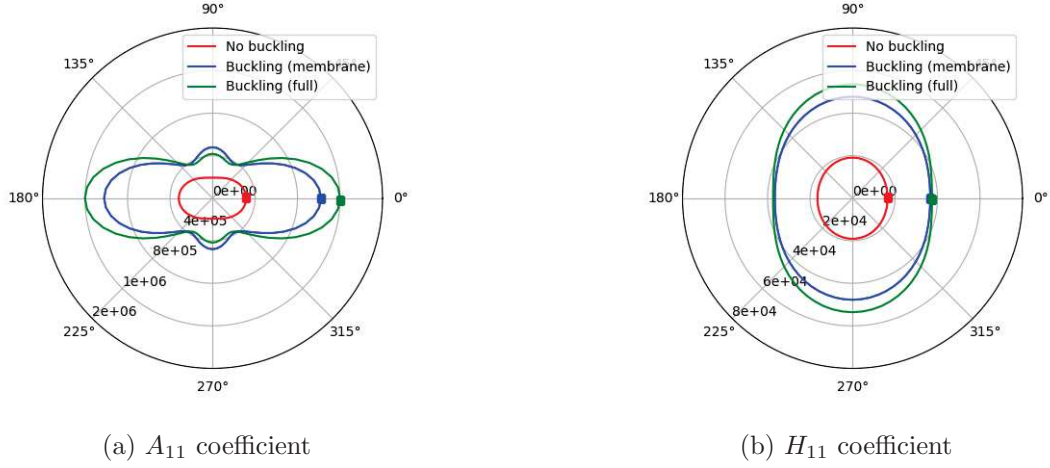 90°
No buckling
Buckling (membrane)
Buckling (full)
135°
180°
0e+00
0°
4e+05
8e+05
1e+06
2e+06
225°
315°
270°
(a) A₁₁ coefficient
90°
No buckling
Buckling (membrane)
Buckling (full)
135°
180°
0e+00
0°
2e+04
4e+04
6e+04
8e+04
225°
315°
270°
(b) H₁₁ coefficient